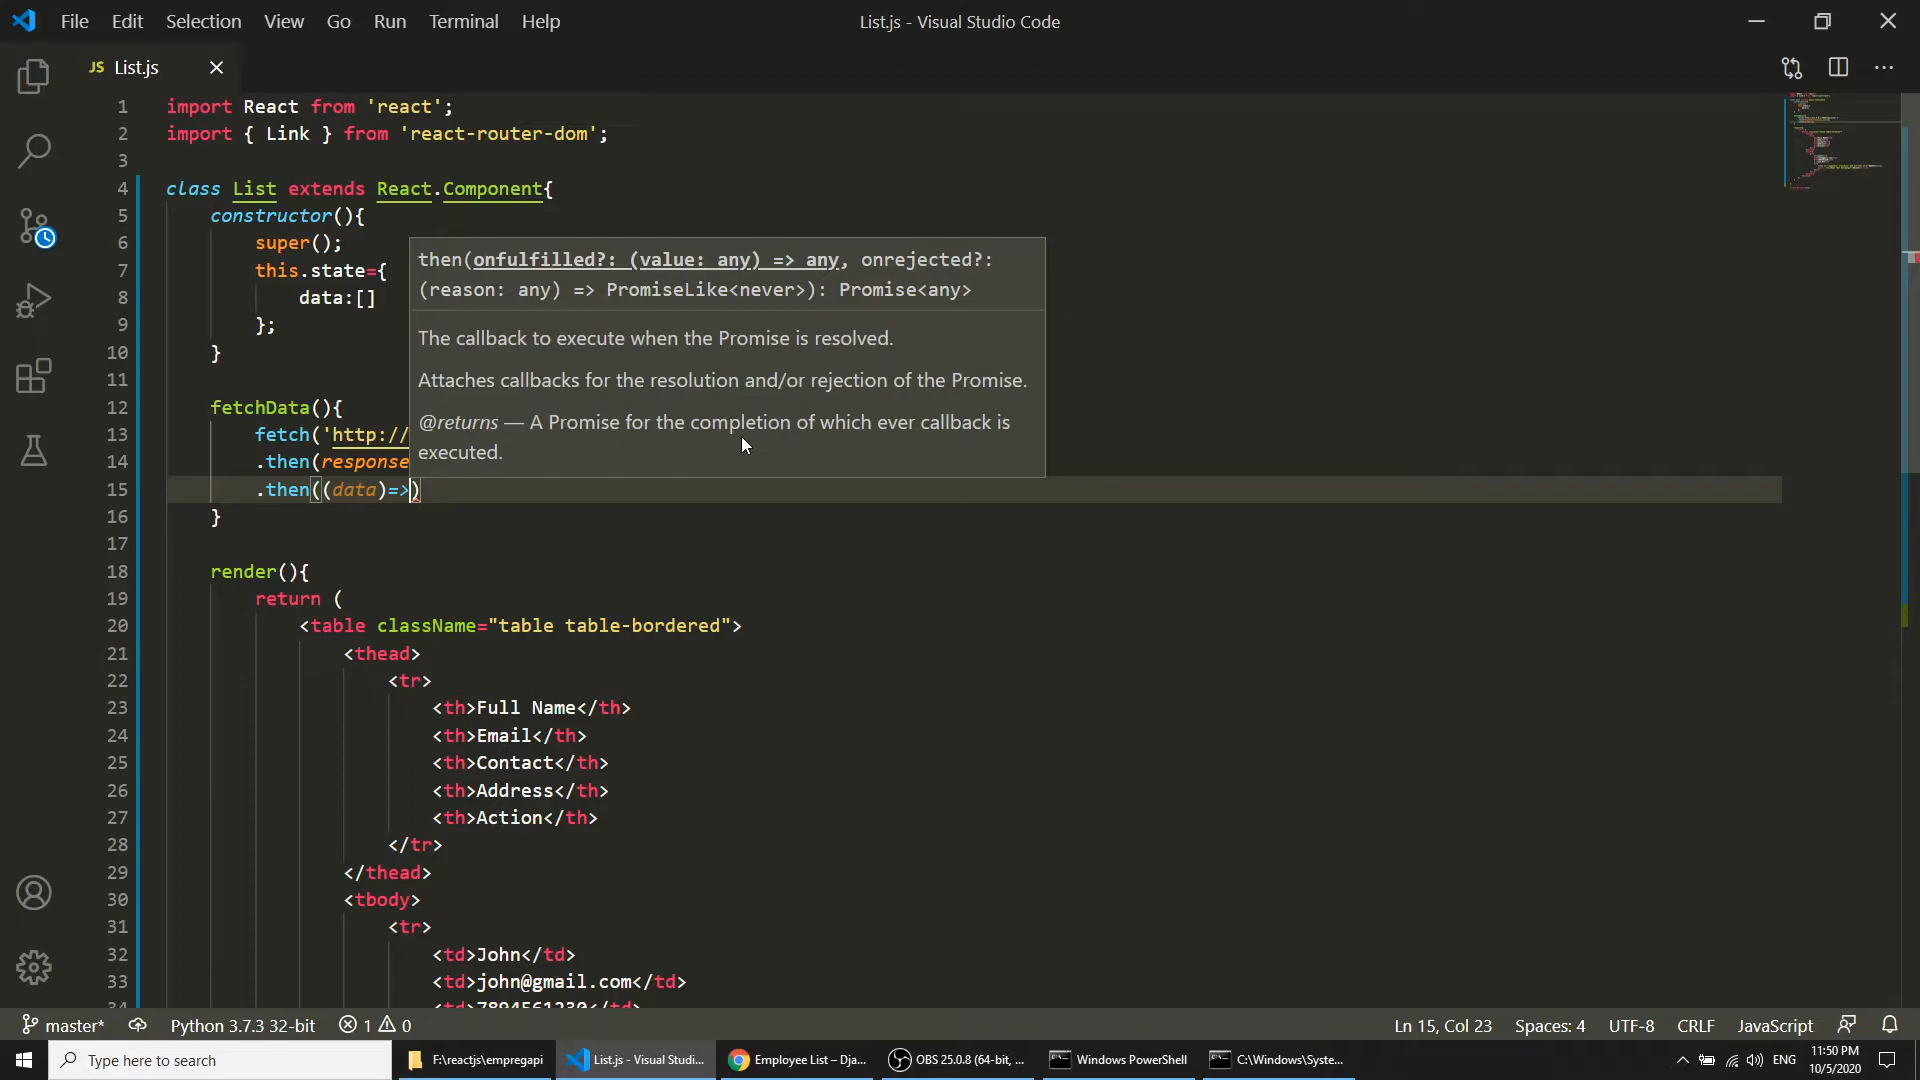 File Edit Selection View Go Run Terminal Help
List.js - Visual Studio Code
JS List.js
1 import React from 'react';
2 import { Link } from 'react-router-dom';
3
4 class List extends React.Component{
5 constructor(){
6 super();
7 this.state={
8 data:[]
9 };
10 }
11
12 fetchData(){
13 fetch('http://
14 .then(response
15 .then((data)=>)
16 }
17
18 render(){
19 return (
20 <table className="table table-bordered">
21 <thead>
22 <tr>
23 <th>Full Name</th>
24 <th>Email</th>
25 <th>Contact</th>
26 <th>Address</th>
27 <th>Action</th>
28 </tr>
29 </thead>
30 <tbody>
31 <tr>
32 <td>John</td>
33 <td>john@gmail.com</td>
34 <td>7894561230</td>
then(onfulfilled?: (value: any) => any, onrejected?:
(reason: any) => PromiseLike<never>): Promise<any>
The callback to execute when the Promise is resolved.
Attaches callbacks for the resolution and/or rejection of the Promise.
@returns — A Promise for the completion of which ever callback is
executed.
master* Python 3.7.3 32-bit 1 0
Ln 15, Col 23 Spaces: 4 UTF-8 CRLF JavaScript
Type here to search
F:\reactjs\empregapi
List.js - Visual Studi...
Employee List – Dja...
OBS 25.0.8 (64-bit, ...
Windows PowerShell
C:\Windows\Syste...
ENG
11:50 PM
10/5/2020